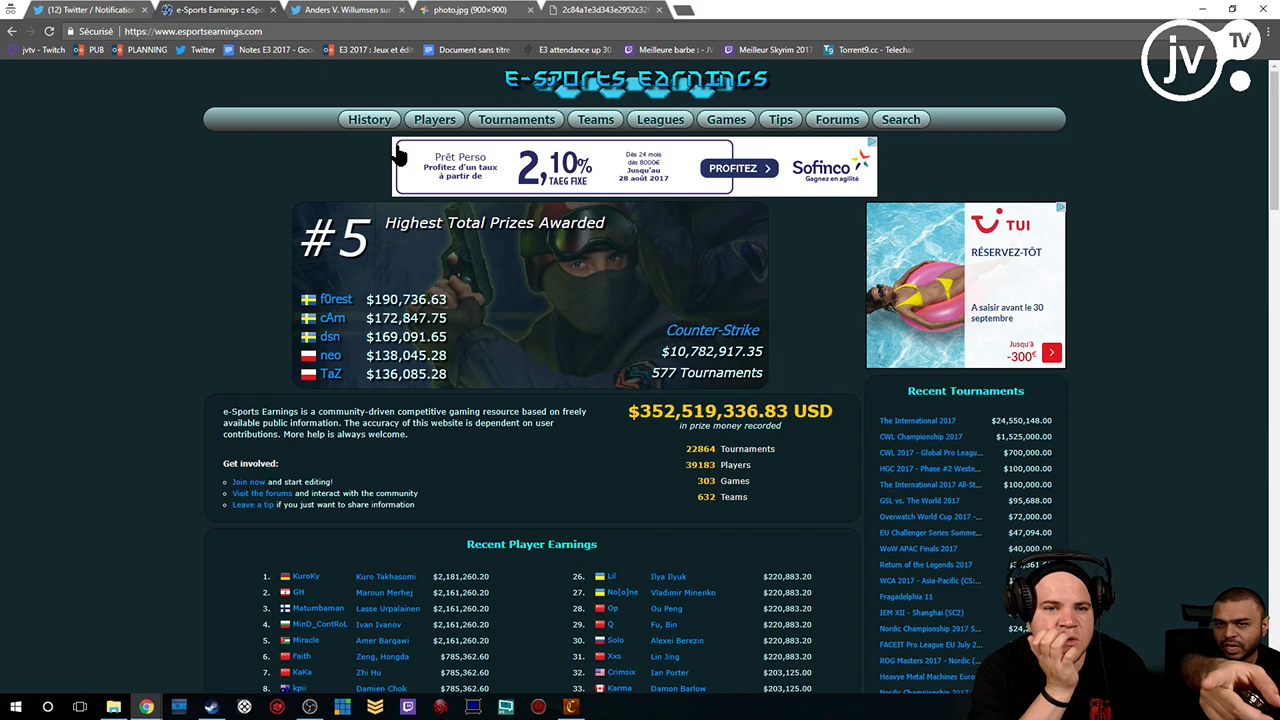 (12) Twitter / Notification
e-Sports Earnings :: eSpo
Anders V. Willumsen sur
photo.jpg (900×900)
2c84a1e3d343e2952c32
Sécurisé
https://www.esportsearnings.com
jvtv - Twitch
PUB
PLANNING
Twitter
Notes E3 2017 - Goo
E3 2017 : Jeux et édit
Document sans titre
E3 attendance up 30
Meilleure barbe : - JV
Meilleur Skyrim 2017
Torrent9.cc - Telecha
jv TV
E-SPORTS EARNINGS
History
Players
Tournaments
Teams
Leagues
Games
Tips
Forums
Search
Prêt Perso
Profitez d'un taux
à partir de
2,10%
TAEG FIXE
Dès 24 mois
dès 8000€
Jusqu'au
28 août 2017
PROFITEZ >
Sofinco
Gagnez en agilité
#5
Highest Total Prizes Awarded
f0rest $190,736.63
cArn $172,847.75
dsn $169,091.65
neo $138,045.28
TaZ $136,085.28
Counter-Strike
$10,782,917.35
577 Tournaments
TUI
RÉSERVEZ-TÔT
A saisir avant le 30
septembre
Jusqu'à
-300€
e-Sports Earnings is a community-driven competitive gaming resource based on freely
available public information. The accuracy of this website is dependent on user
contributions. More help is always welcome.
Get involved:
Join now and start editing!
Visit the forums and interact with the community
Leave a tip if you just want to share information
$352,519,336.83 USD
in prize money recorded
22864 Tournaments
39183 Players
303 Games
632 Teams
Recent Tournaments
The International 2017 $24,550,148.00
CWL Championship 2017 $1,525,000.00
CWL 2017 - Global Pro Leagu... $700,000.00
HGC 2017 - Phase #2 Weste... $100,000.00
The International 2017 All-St... $100,000.00
GSL vs. The World 2017 $95,688.00
Overwatch World Cup 2017 -... $72,000.00
EU Challenger Series Summe... $47,094.00
WoW APAC Finals 2017 $40,000.00
Return of the Legends 2017
WCA 2017 - Asia-Pacific (CS:...
Fragadelphia 11
IEM XII - Shanghai (SC2)
Nordic Championship 2017 S...
FACEIT Pro League EU July 2...
ROG Masters 2017 - Nordic (...
Heavye Metal Machines Euro
Recent Player Earnings
1. KuroKy Kuro Takhasomi $2,181,260.20
2. GH Maroun Merhej $2,161,260.20
3. Matumbaman Lasse Urpalainen $2,161,260.20
4. MinD_ContRoL Ivan Ivanov $2,161,260.20
5. Miracle Amer Barqawi $2,161,260.20
6. Faith Zeng, Hongda $785,362.60
7. KaKa Zhi Hu $785,362.60
8. kpii Damien Chok $785,362.60
26. Lil Ilya Ilyuk $220,883.20
27. No[o]ne Vladimir Minenko $220,883.20
28. Op Ou Peng $220,883.20
29. Q Fu, Bin $220,883.20
30. Solo Alexei Berezin $220,883.20
31. Xxs Lin Jing $220,883.20
32. Crimsix Ian Porter $203,125.00
33. Karma Damon Barlow $203,125.00